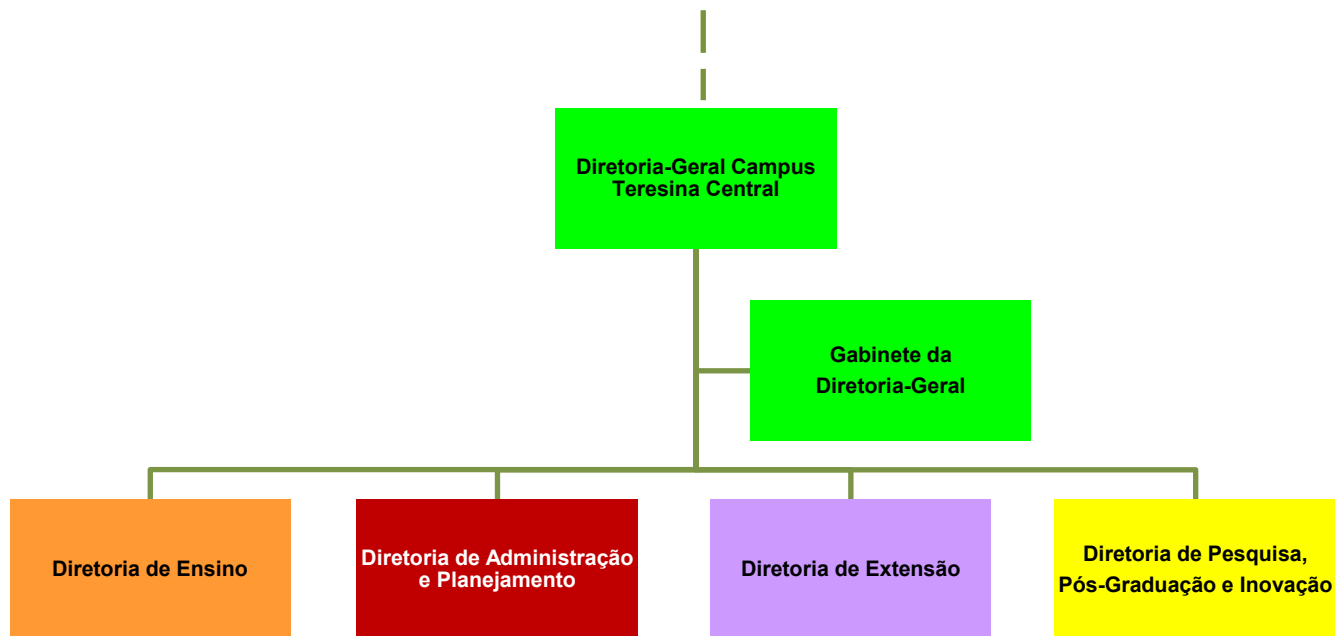 Diretoria-Geral Campus
Teresina Central
Gabinete da
Diretoria-Geral
Diretoria de Ensino
Diretoria de Administração
e Planejamento
Diretoria de Extensão
Diretoria de Pesquisa,
Pós-Graduação e Inovação